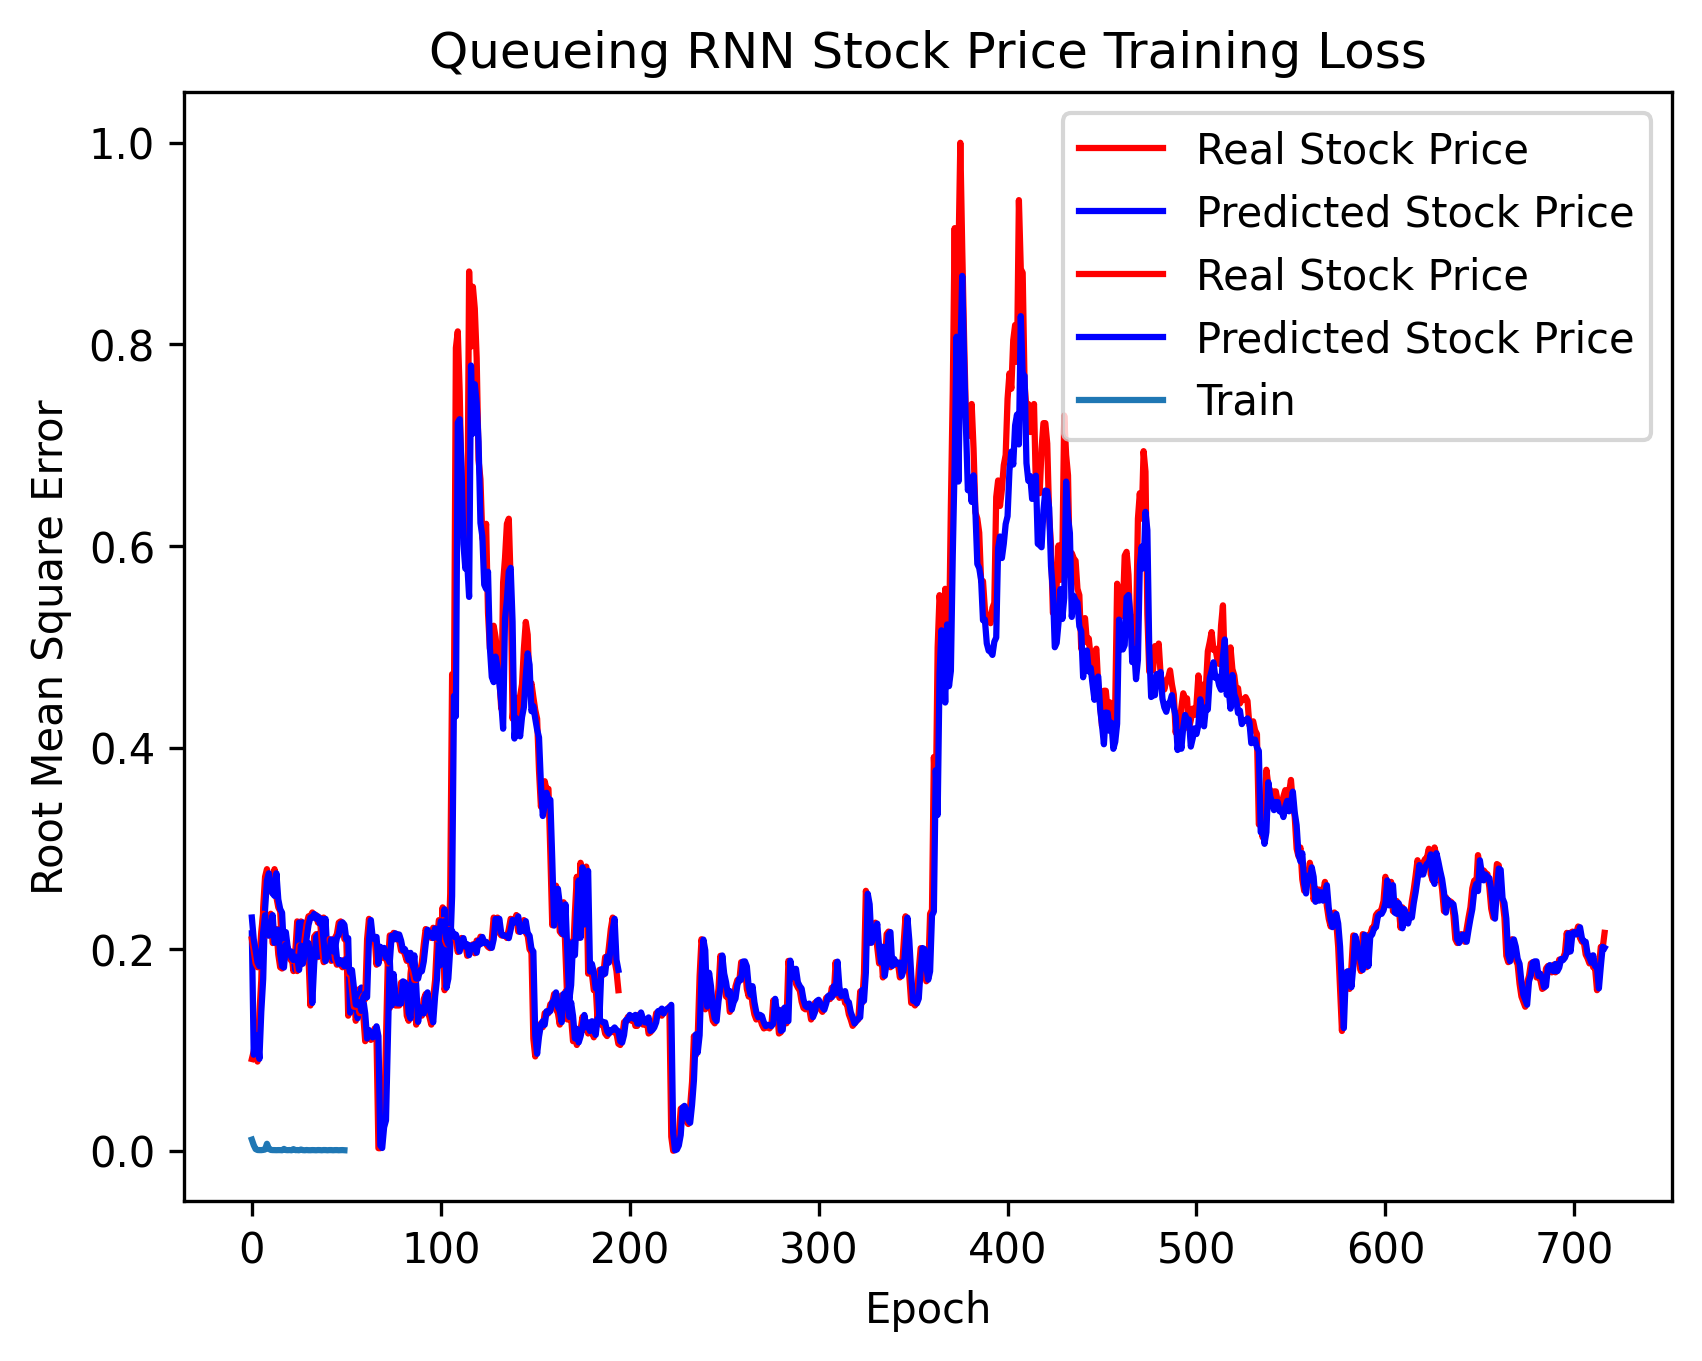 Queueing RNN Stock Price Training Loss
Real Stock Price
Predicted Stock Price
Real Stock Price
Predicted Stock Price
Train
Root Mean Square Error
1.0
0.8
0.6
0.4
0.2
0.0
0 100 200 300 400 500 600 700
Epoch